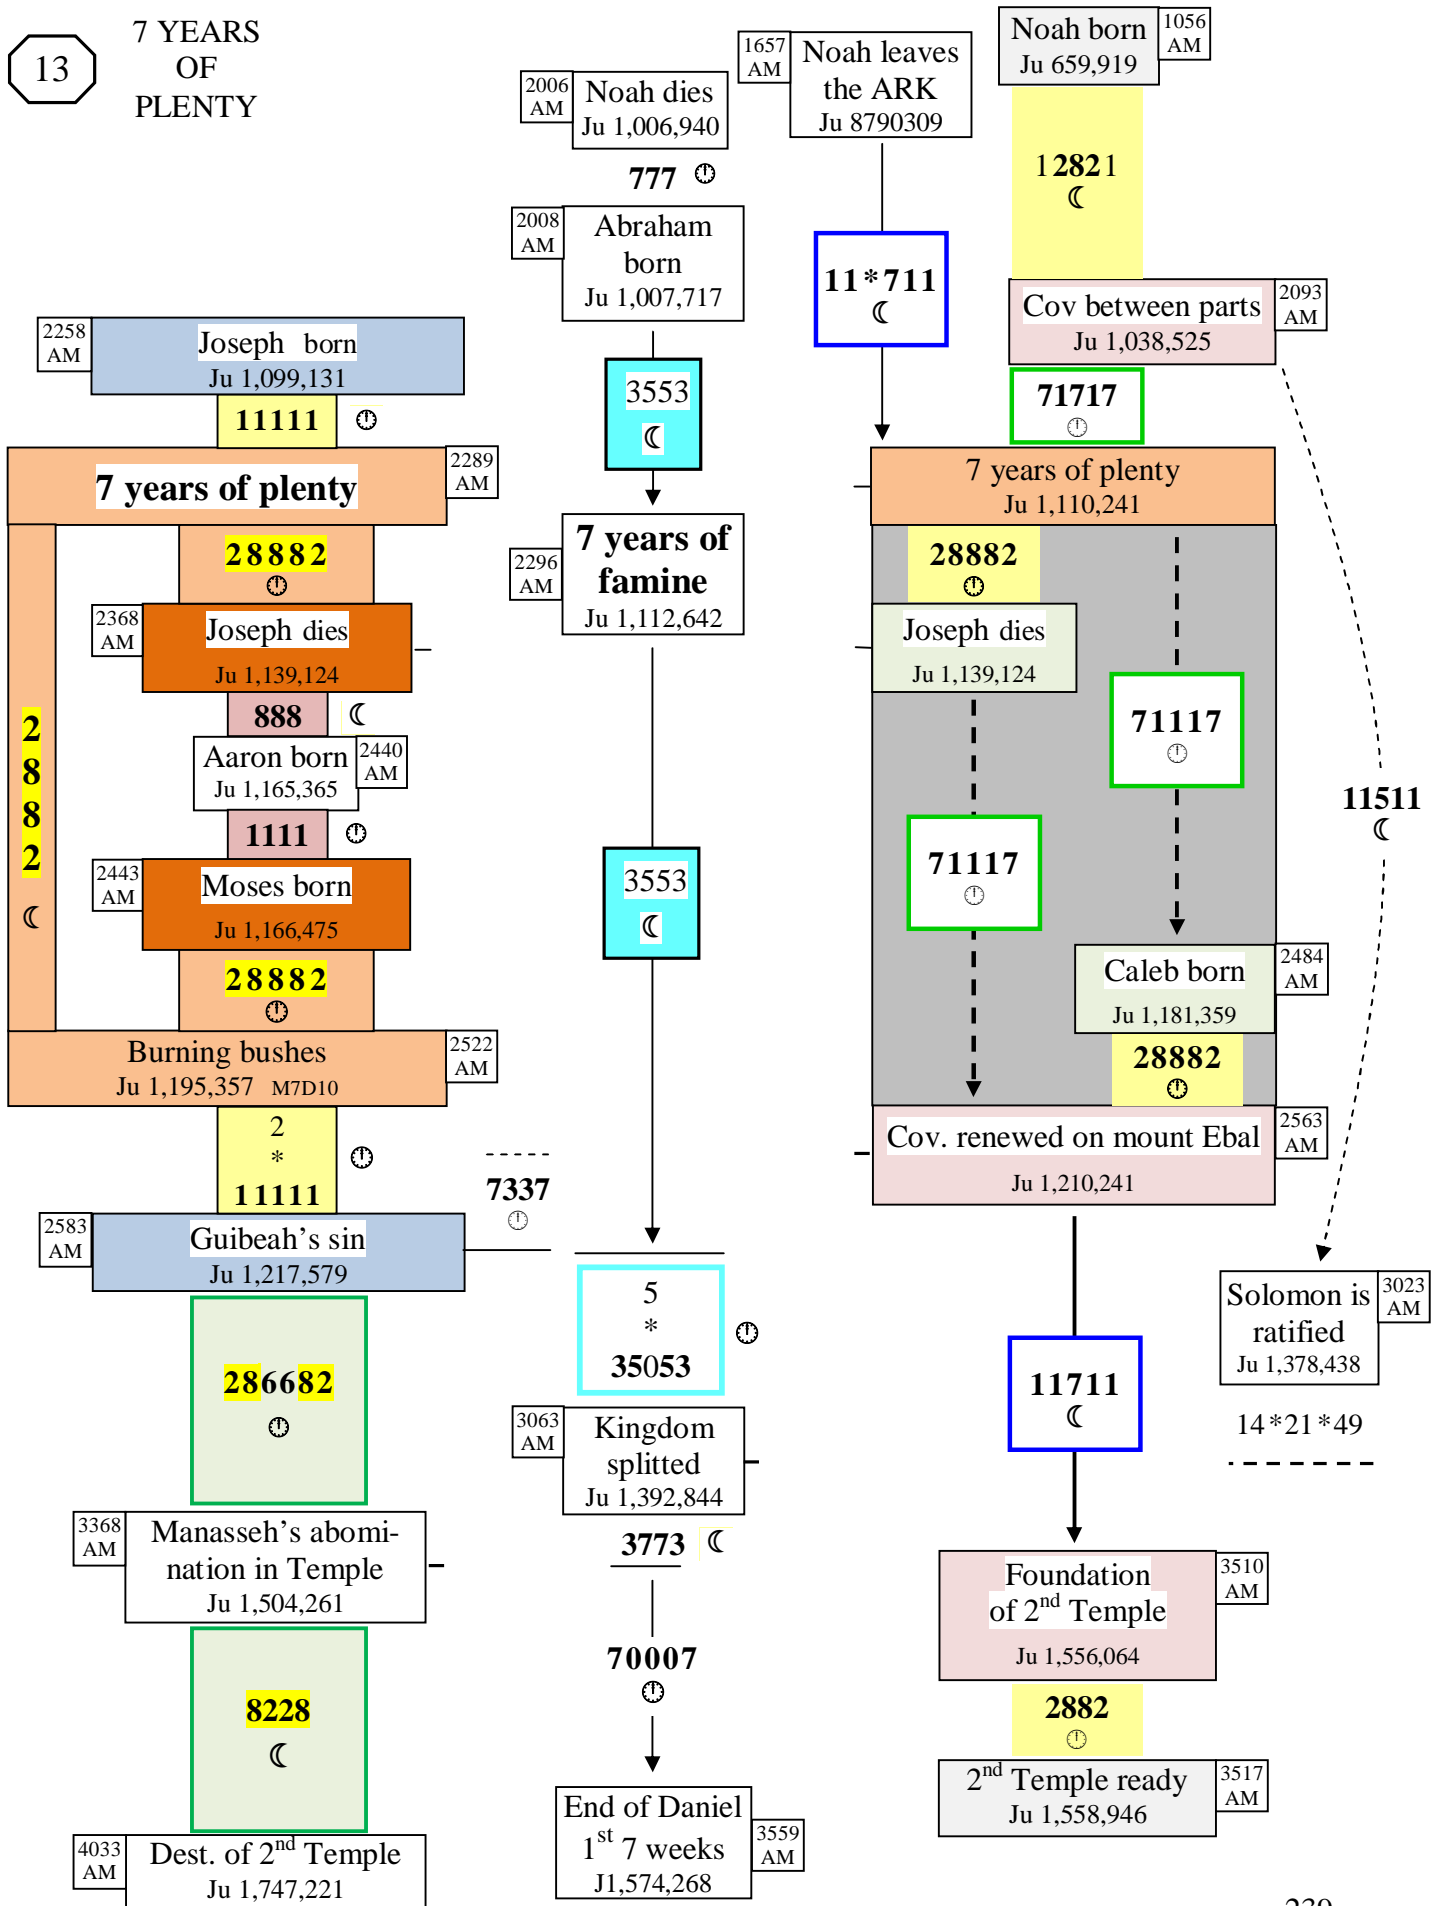 13
7 YEARS
OF
PLENTY
2258
AM
Joseph born
Ju 1,099,131
11111
7 years of plenty
2289
AM
28882
2368
AM
Joseph dies
Ju 1,139,124
888
Aaron born
Ju 1,165,365
2440
AM
1111
2443
AM
Moses born
Ju 1,166,475
28882
2
8
8
2
Burning bushes
Ju 1,195,357 M7D10
2522
AM
2
*
11111
2583
AM
Guibeah's sin
Ju 1,217,579
7337
286682
3368
AM
Manasseh's abomi-
nation in Temple
Ju 1,504,261
8228
4033
AM
Dest. of 2nd Temple
Ju 1,747,221
2006
AM
Noah dies
Ju 1,006,940
777
2008
AM
Abraham
born
Ju 1,007,717
3553
2296
AM
7 years of
famine
Ju 1,112,642
3553
5
*
35053
3063
AM
Kingdom
splitted
Ju 1,392,844
3773
70007
End of Daniel
1st 7 weeks
J1,574,268
3559
AM
1657
AM
Noah leaves
the ARK
Ju 8790309
11*711
Noah born
Ju 659,919
1056
AM
12821
Cov between parts
Ju 1,038,525
2093
AM
71717
7 years of plenty
Ju 1,110,241
28882
Joseph dies
Ju 1,139,124
71117
71117
Caleb born
Ju 1,181,359
2484
AM
28882
Cov. renewed on mount Ebal
Ju 1,210,241
2563
AM
11511
Solomon is
ratified
Ju 1,378,438
3023
AM
14*21*49
11711
Foundation
of 2nd Temple
Ju 1,556,064
3510
AM
2882
2nd Temple ready
Ju 1,558,946
3517
AM